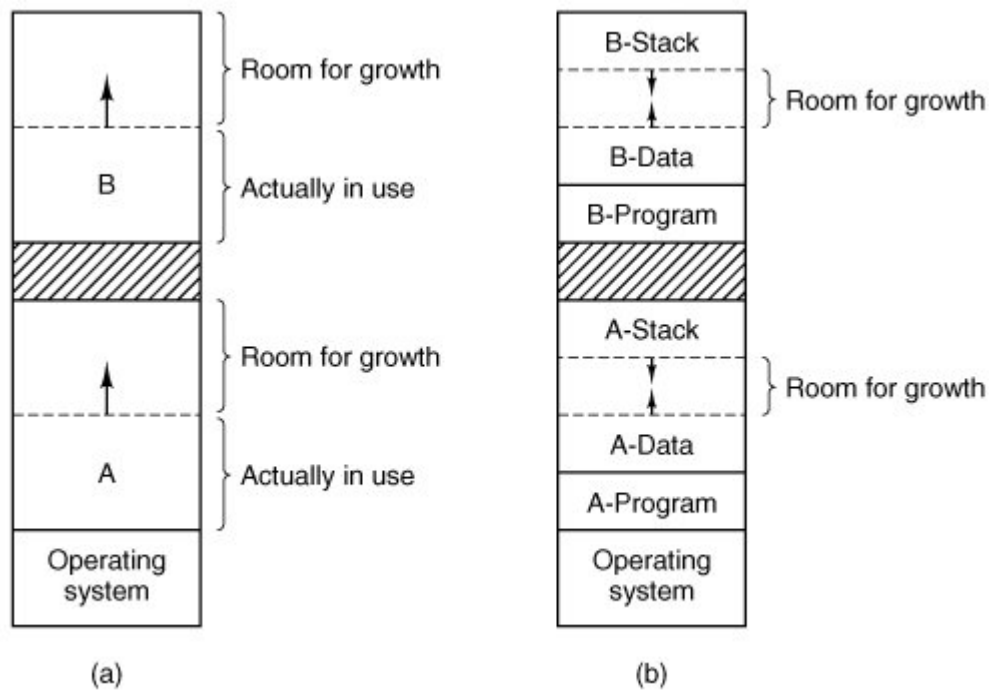 Room for growth
B
Actually in use
Room for growth
A
Actually in use
Operating
system
(a)
B-Stack
Room for growth
B-Data
B-Program
A-Stack
Room for growth
A-Data
A-Program
Operating
system
(b)